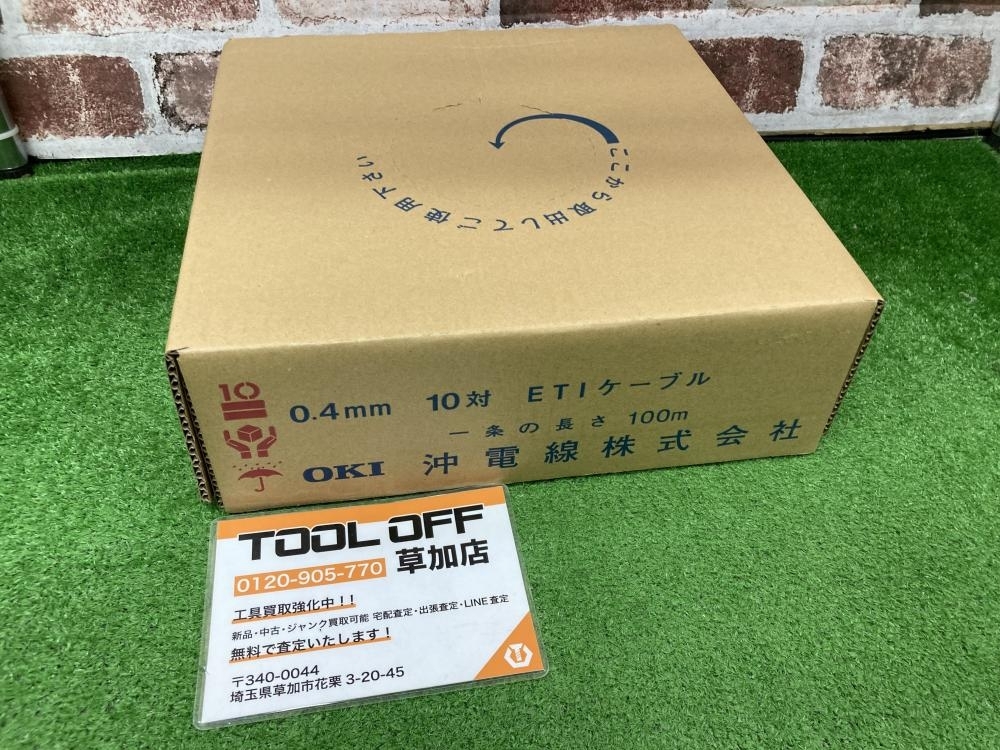 ここから取出してご使用下さい
10
0.4mm 10対 ETIケーブル
一条の長さ 100m
OKI 沖電線株式会社
TOOL OFF
0120-905-770 草加店
工具買取強化中!!
新品・中古・ジャンク買取可能 宅配査定・出張査定・LINE査定
無料で査定いたします!
〒340-0044
埼玉県草加市花栗 3-20-45